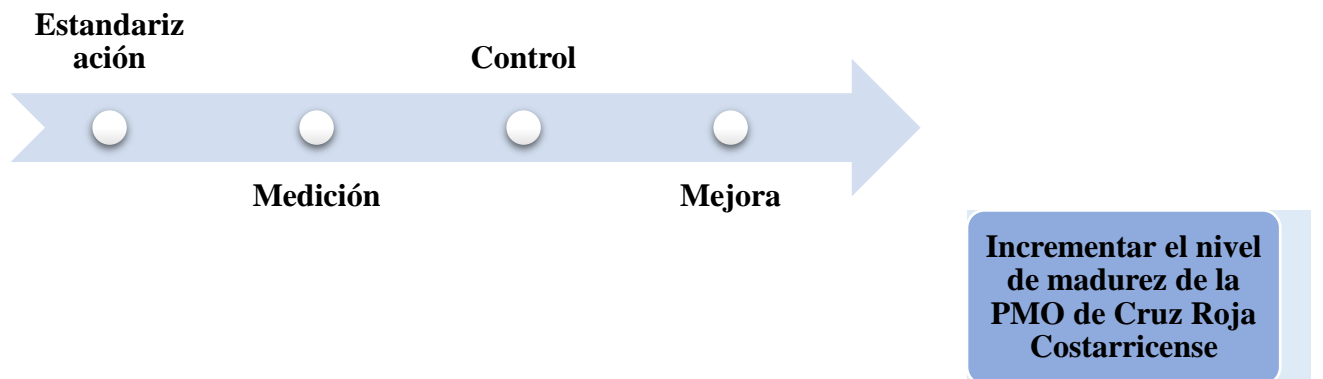 Estandariz
ación
Control
Medición
Mejora
Incrementar el nivel
de madurez de la
PMO de Cruz Roja
Costarricense